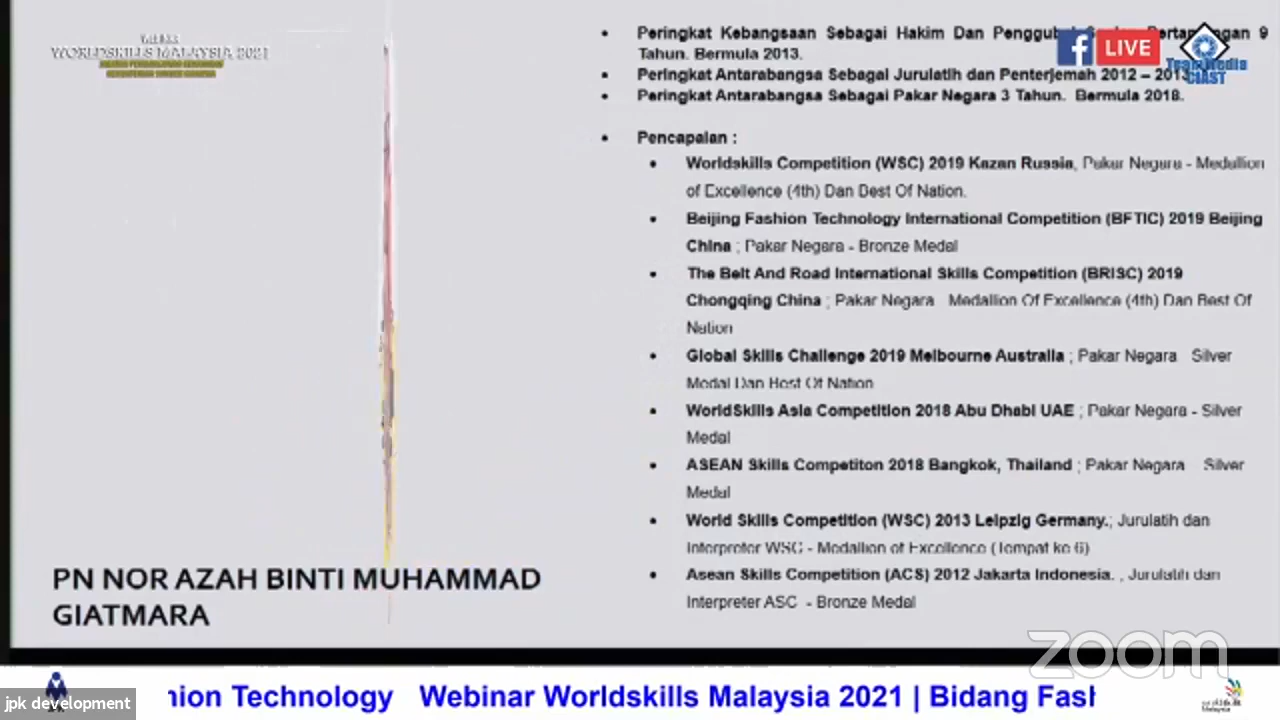 WORLDSKILLS MALAYSIA 2021
Peringkat Kebangsaan Sebagai Hakim Dan 9
Tahun. Bermula 2013.
Peringkat Antarabangsa Sebagai Jurulatih dan Penterjemah 2012 – 2013
Peringkat Antarabangsa Sebagai Pakar Negara 3 Tahun. Bermula 2018.
f LIVE
TeamMedia
CIAST
Pencapaian :
Worldskills Competition (WSC) 2019 Kazan Russia, Pakar Negara - Medallion
of Excellence (4th) Dan Best Of Nation.
Beijing Fashion Technology International Competition (BFTIC) 2019 Beijing
China ; Pakar Negara - Bronze Medal
The Belt And Road International Skills Competition (BRISC) 2019
Chongqing China ; Pakar Negara Medallion Of Excellence (4th) Dan Best Of
Nation
Global Skills Challenge 2019 Melbourne Australia ; Pakar Negara Silver
Medal Dan Best Of Nation
WorldSkills Asia Competition 2018 Abu Dhabi UAE ; Pakar Negara - Silver
Medal
ASEAN Skills Competiton 2018 Bangkok, Thailand ; Pakar Negara Silver
Medal
World Skills Competition (WSC) 2013 Leipzig Germany.; Jurulatih dan
Interpreter WSC - Medallion of Excellence (Tempat ke 6)
Asean Skills Competition (ACS) 2012 Jakarta Indonesia. , Jurulatih dan
Interpreter ASC - Bronze Medal
PN NOR AZAH BINTI MUHAMMAD
GIATMARA
zoom
jpk development
nion Technology Webinar Worldskills Malaysia 2021 | Bidang Fash